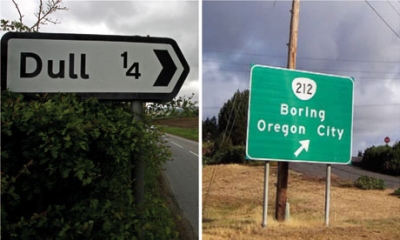 Dull ¼
212
Boring
Oregon City